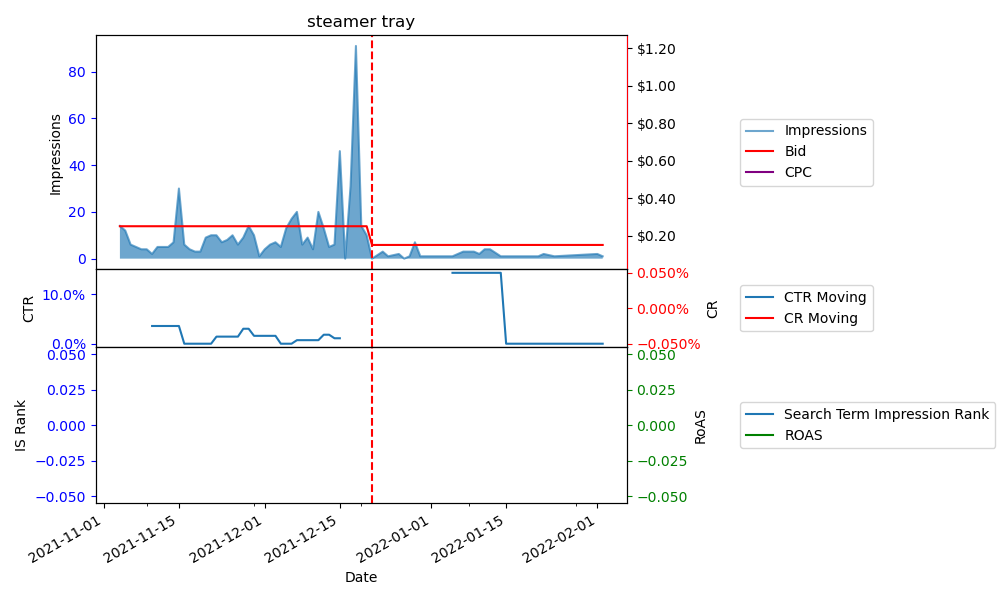 steamer tray
Impressions
80
60
40
20
0
$1.20
$1.00
$0.80
$0.60
$0.40
$0.20
Impressions
Bid
CPC
CTR
10.0%
0.0%
0.050%
0.000%
−0.050%
CR
CTR Moving
CR Moving
IS Rank
0.050
0.025
0.000
−0.025
−0.050
0.050
0.025
0.000
−0.025
−0.050
RoAS
Search Term Impression Rank
ROAS
2021-11-01
2021-11-15
2021-12-01
2021-12-15
2022-01-01
2022-01-15
2022-02-01
Date